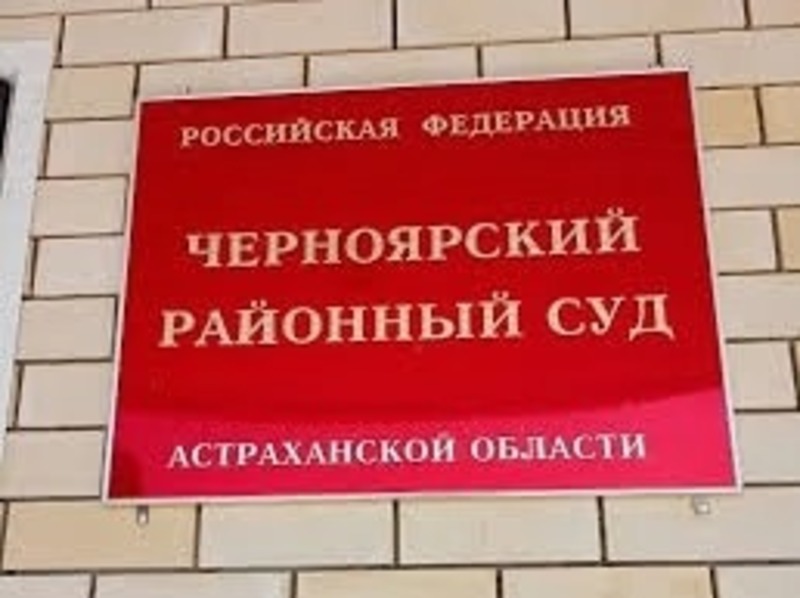 РОССИЙСКАЯ ФЕДЕРАЦИЯ
ЧЕРНОЯРСКИЙ
РАЙОННЫЙ СУД
АСТРАХАНСКОЙ ОБЛАСТИ